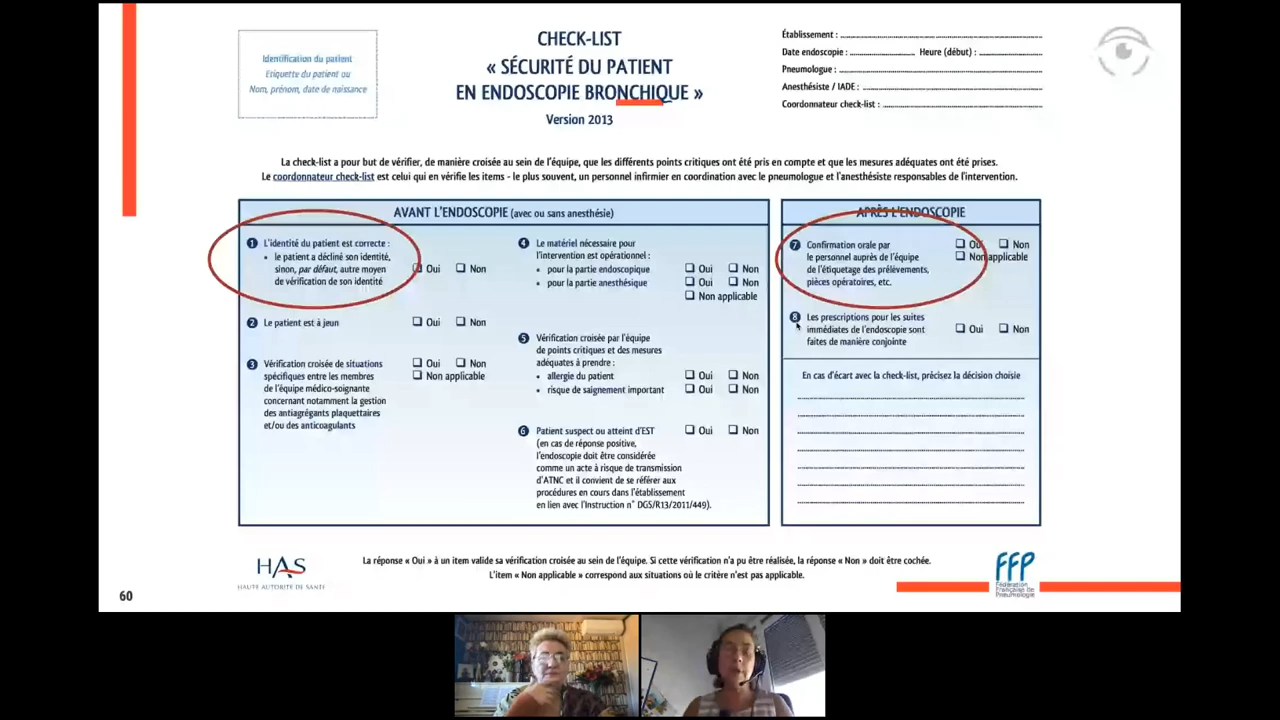 Identification du patient
Etiquette du patient ou
Nom, prénom, date de naissance
CHECK-LIST
« SÉCURITÉ DU PATIENT
EN ENDOSCOPIE BRONCHIQUE »
Version 2013
Établissement :
Date endoscopie : Heure (début) :
Pneumologue :
Anesthésiste / IADE :
Coordonnateur check-list :
La check-list a pour but de vérifier, de manière croisée au sein de l'équipe, que les différents points critiques ont été pris en compte et que les mesures adéquates ont été prises.
Le coordonnateur check-list est celui qui en vérifie les items - le plus souvent, un personnel infirmier en coordination avec le pneumologue et l'anesthésiste responsables de l'intervention.
AVANT L'ENDOSCOPIE (avec ou sans anesthésie)
1 L'identité du patient est correcte :
• le patient a décliné son identité,
sinon, par défaut, autre moyen ❑ Oui ❑ Non
de vérification de son identité
2 Le patient est à jeun ❑ Oui ❑ Non
3 Vérification croisée de situations ❑ Oui ❑ Non
spécifiques entre les membres ❑ Non applicable
de l'équipe médico-soignante
concernant notamment la gestion
des antiagrégants plaquettaires
et/ou des anticoagulants
4 Le matériel nécessaire pour
l'intervention est opérationnel :
• pour la partie endoscopique ❑ Oui ❑ Non
• pour la partie anesthésique ❑ Oui ❑ Non
❑ Non applicable
5 Vérification croisée par l'équipe
de points critiques et des mesures
adéquates à prendre :
• allergie du patient ❑ Oui ❑ Non
• risque de saignement important ❑ Oui ❑ Non
6 Patient suspect ou atteint d'EST ❑ Oui ❑ Non
(en cas de réponse positive,
l'endoscopie doit être considérée
comme un acte à risque de transmission
d'ATNC et il convient de se référer aux
procédures en cours dans l'établissement
en lien avec l'Instruction n° DGS/R13/2011/449).
APRÈS L'ENDOSCOPIE
7 Confirmation orale par ❑ Oui ❑ Non
le personnel auprès de l'équipe ❑ Non applicable
de l'étiquetage des prélèvements,
pièces opératoires, etc.
8 Les prescriptions pour les suites
immédiates de l'endoscopie sont ❑ Oui ❑ Non
faites de manière conjointe
En cas d'écart avec la check-list, précisez la décision choisie
HAS
HAUTE AUTORITÉ DE SANTÉ
La réponse « Oui » à un item valide sa vérification croisée au sein de l'équipe. Si cette vérification n'a pu être réalisée, la réponse « Non » doit être cochée.
L'item « Non applicable » correspond aux situations où le critère n'est pas applicable.
FFP
Fédération
Française de
Pneumologie
60